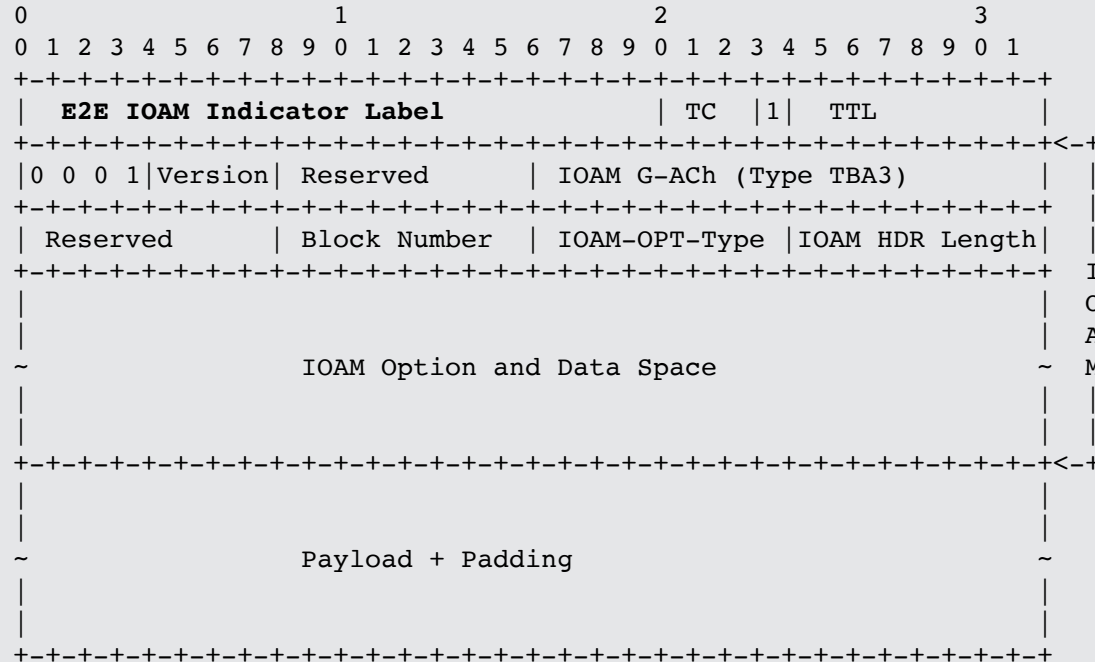 0                   1                   2                   3
0 1 2 3 4 5 6 7 8 9 0 1 2 3 4 5 6 7 8 9 0 1 2 3 4 5 6 7 8 9 0 1
+-+-+-+-+-+-+-+-+-+-+-+-+-+-+-+-+-+-+-+-+-+-+-+-+-+-+-+-+-+-+-+-+
|  E2E IOAM Indicator Label             | TC  |1|  TTL          |
+-+-+-+-+-+-+-+-+-+-+-+-+-+-+-+-+-+-+-+-+-+-+-+-+-+-+-+-+-+-+-+-+<-+
|0 0 0 1|Version| Reserved      | IOAM G-ACh (Type TBA3)        |  |
+-+-+-+-+-+-+-+-+-+-+-+-+-+-+-+-+-+-+-+-+-+-+-+-+-+-+-+-+-+-+-+-+  |
| Reserved      | Block Number  | IOAM-OPT-Type |IOAM HDR Length|  |
+-+-+-+-+-+-+-+-+-+-+-+-+-+-+-+-+-+-+-+-+-+-+-+-+-+-+-+-+-+-+-+-+  I
|                                                               |  O
|                                                               |  A
~                 IOAM Option and Data Space                    ~  M
|                                                               |  |
|                                                               |  |
+-+-+-+-+-+-+-+-+-+-+-+-+-+-+-+-+-+-+-+-+-+-+-+-+-+-+-+-+-+-+-+-+<-+
|                                                               |
|                                                               |
~                 Payload + Padding                             ~
|                                                               |
|                                                               |
+-+-+-+-+-+-+-+-+-+-+-+-+-+-+-+-+-+-+-+-+-+-+-+-+-+-+-+-+-+-+-+-+